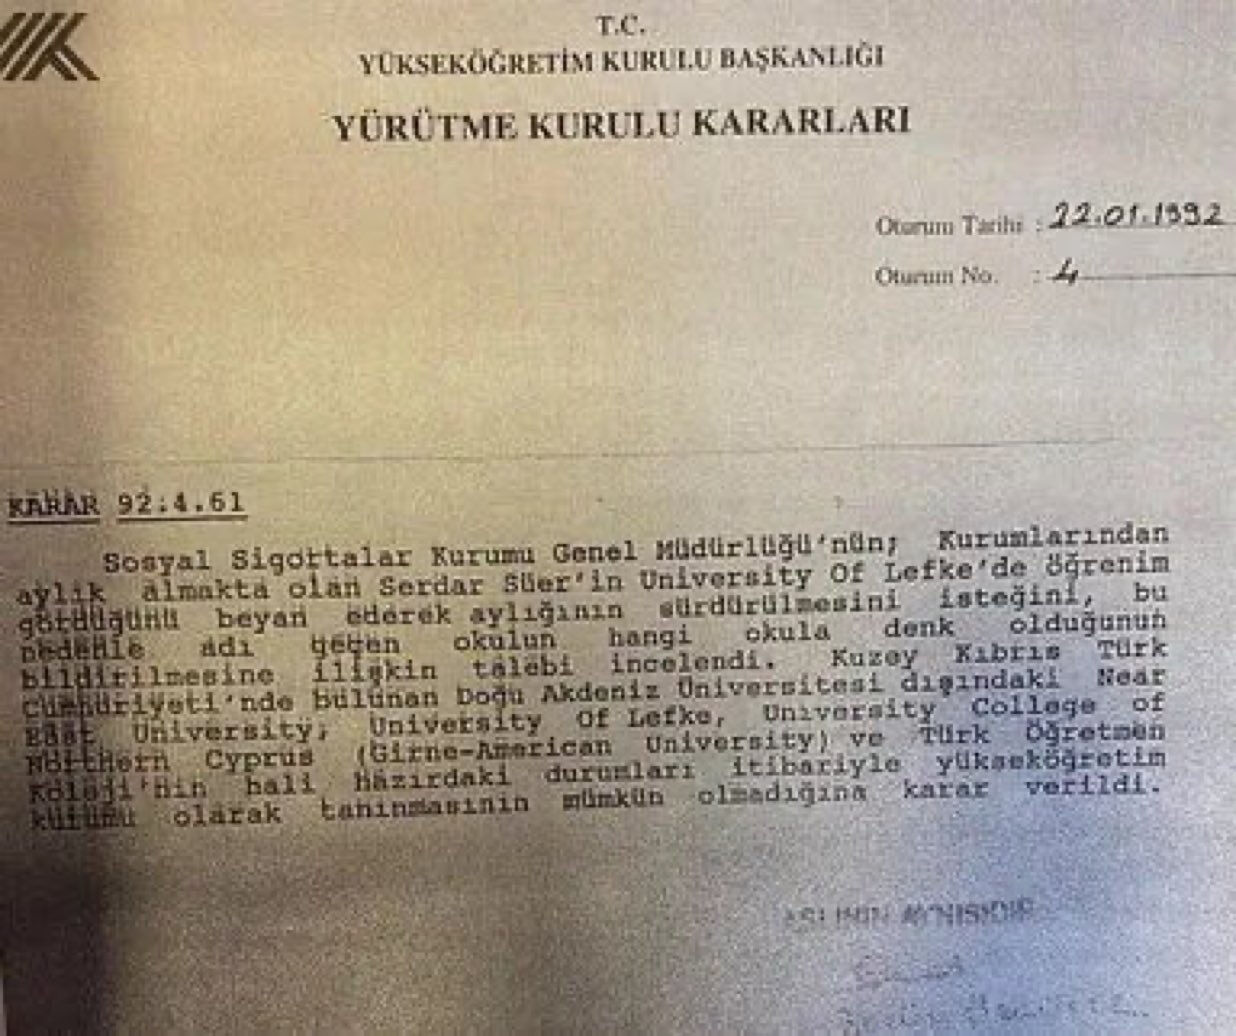 T.C.
YÜKSEKÖĞRETİM KURULU BAŞKANLIĞI
YÜRÜTME KURULU KARARLARI
Oturum Tarihi : 22.01.1992
Oturum No. : 4
KARAR 92:4.61
Sosyal Sigortalar Kurumu Genel Müdürlüğü'nün; Kurumlarından
aylık almakta olan Serdar Süer'in University Of Lefke'de öğrenim
gördüğünü beyan ederek aylığının sürdürülmesini isteğini, bu
nedenle adı geçen okulun hangi okula denk olduğunun
bildirilmesine ilişkin talebi incelendi. Kuzey Kıbrıs Türk
Cumhuriyeti'nde bulunan Doğu Akdeniz Üniversitesi dışındaki Near
East University, University Of Lefke, University College of
Northern Cyprus (Girne-American University) ve Türk Öğretmen
Koleji'nin hali hazırdaki durumları itibariyle yükseköğretim
kurumu olarak tanınmasının mümkün olmadığına karar verildi.
ASLININ AYNISIDIR